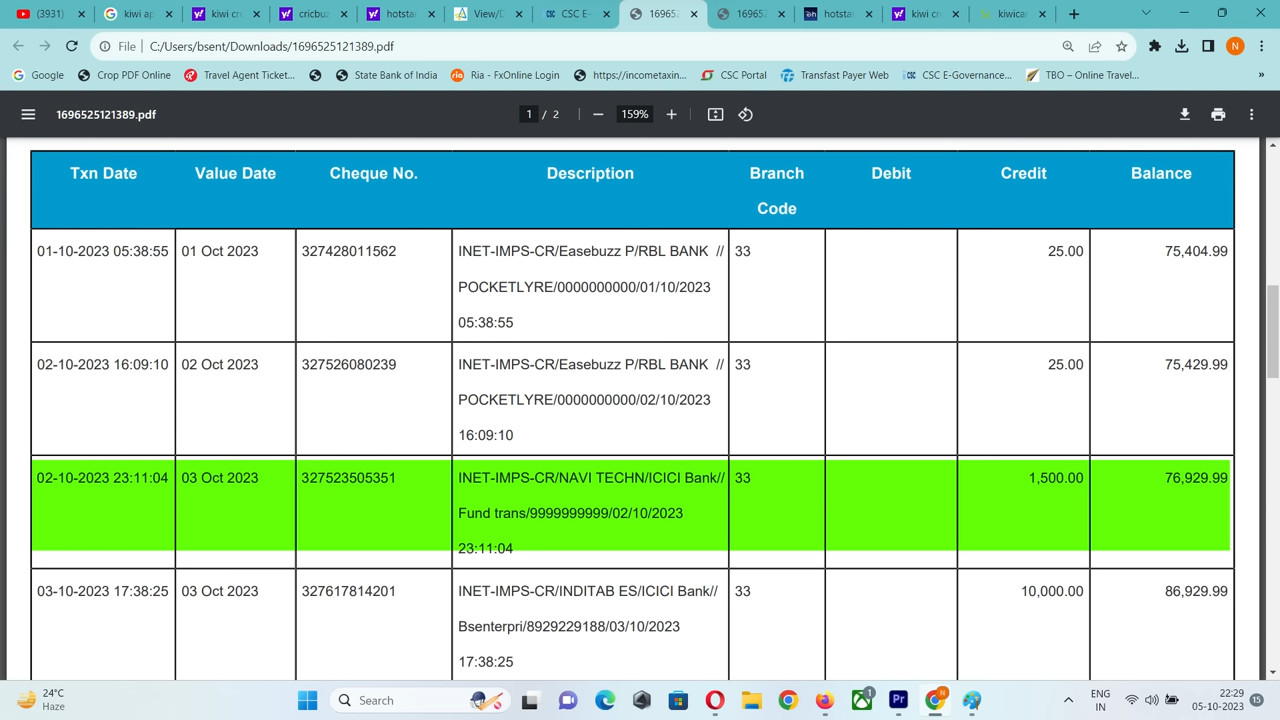 (3931)
kiwi ap
kiwi cr
cricbuz
hotstar
View/D
CSC E -
16965
16965
hotsta
kiwi cr
kiwicar
File C:/Users/bsent/Downloads/1696525121389.pdf
Google
Crop PDF Online
Travel Agent Ticket...
State Bank of India
Ria - FxOnline Login
https://incometaxin...
CSC Portal
Transfast Payer Web
CSC E-Governance...
TBO – Online Travel...
1696525121389.pdf
1 / 2
159%
Txn Date Value Date Cheque No. Description Branch Code Debit Credit Balance
01-10-2023 05:38:55 01 Oct 2023 327428011562 INET-IMPS-CR/Easebuzz P/RBL BANK // 33 25.00 75,404.99
POCKETLYRE/0000000000/01/10/2023
05:38:55
02-10-2023 16:09:10 02 Oct 2023 327526080239 INET-IMPS-CR/Easebuzz P/RBL BANK // 33 25.00 75,429.99
POCKETLYRE/0000000000/02/10/2023
16:09:10
02-10-2023 23:11:04 03 Oct 2023 327523505351 INET-IMPS-CR/NAVI TECHN/ICICI Bank// 33 1,500.00 76,929.99
Fund trans/9999999999/02/10/2023
23:11:04
03-10-2023 17:38:25 03 Oct 2023 327617814201 INET-IMPS-CR/INDITAB ES/ICICI Bank// 33 10,000.00 86,929.99
Bsenterpri/8929229188/03/10/2023
17:38:25
24°C
Haze
Search
ENG
IN
22:29
05-10-2023
15